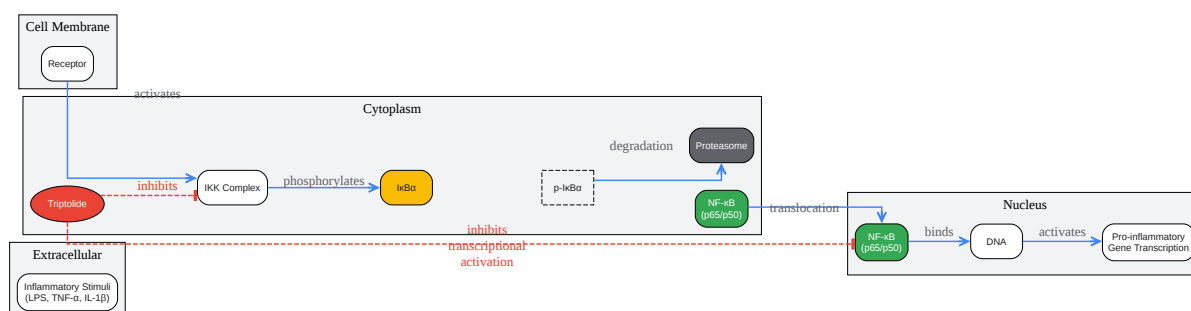 Cell Membrane
Receptor
activates
Cytoplasm
degradation
Proteasome
inhibits
IKK Complex
phosphorylates
IκBα
p-IκBα
Triptolide
NF-κB
(p65/p50)
translocation
Nucleus
inhibits
transcriptional
activation
NF-κB
(p65/p50)
binds
DNA
activates
Pro-inflammatory
Gene Transcription
Extracellular
Inflammatory Stimuli
(LPS, TNF-α, IL-1β)